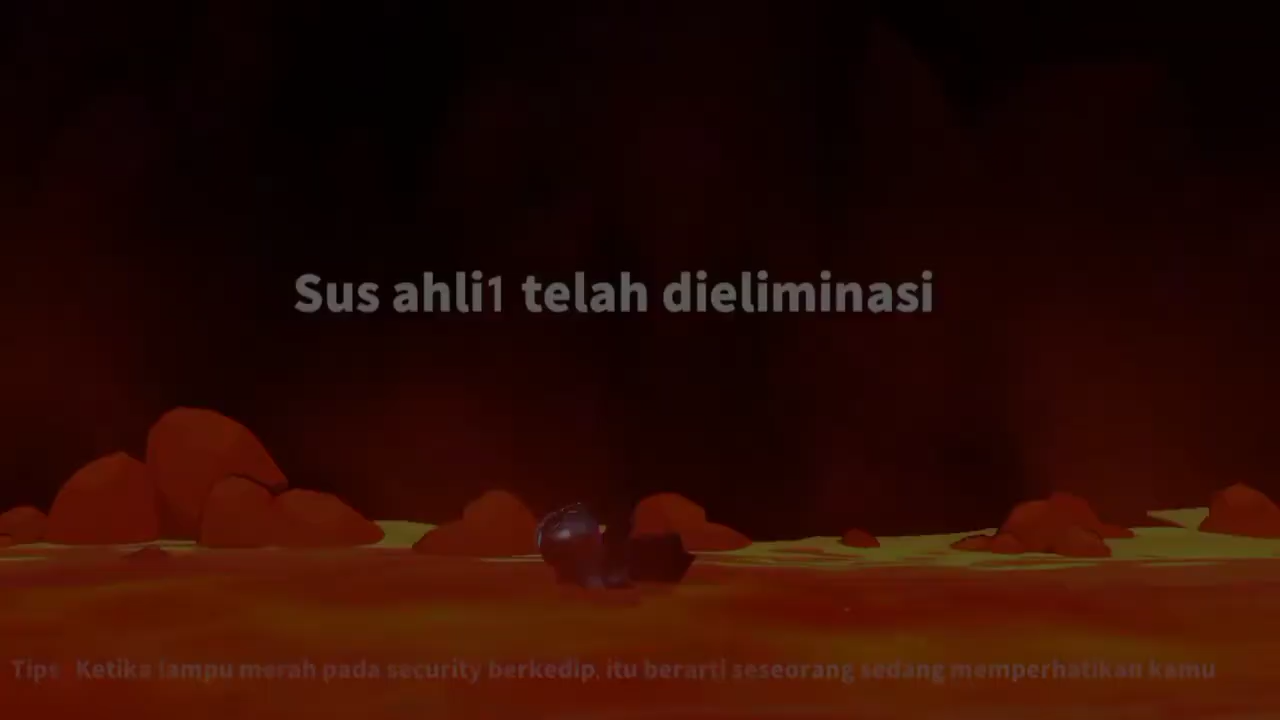 Sus ahli1 telah dieliminasi
Tips: Ketika lampu merah pada security berkedip, itu berarti seseorang sedang memperhatikan kamu